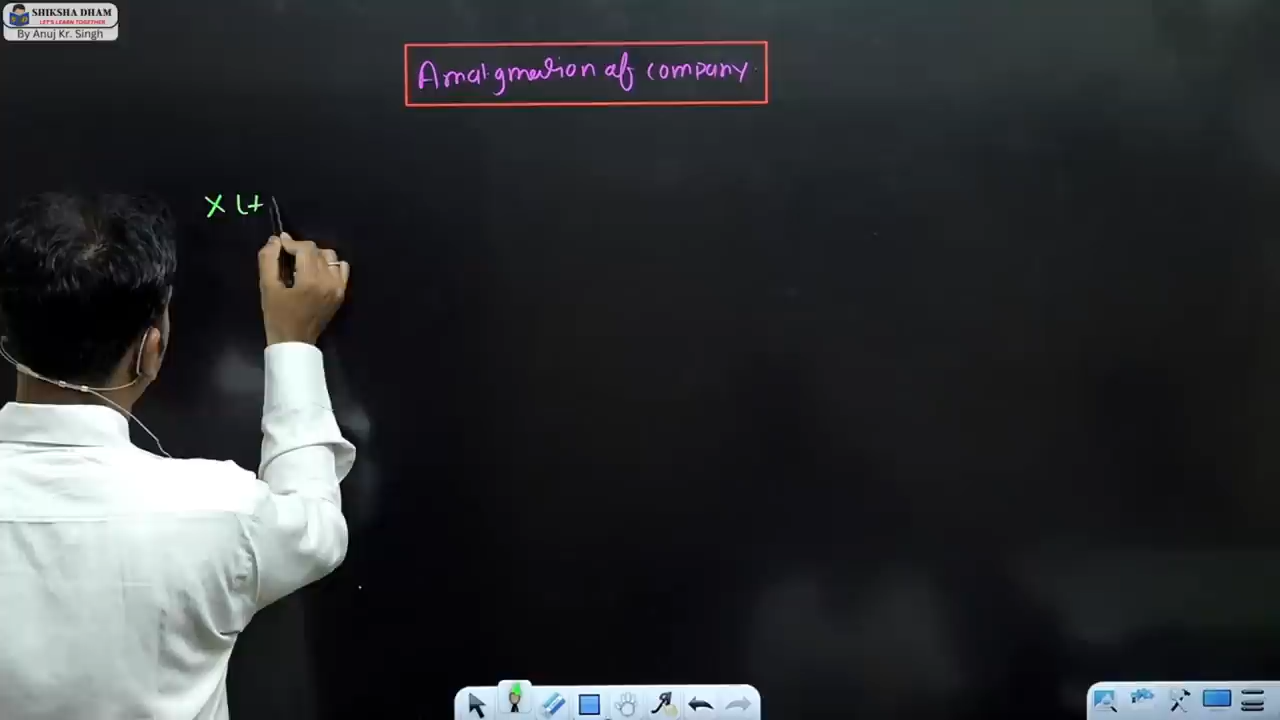 SHIKSHA DHAM
LET'S LEARN TOGETHER
By Anuj Kr. Singh
Amalgmation of company
X Lt